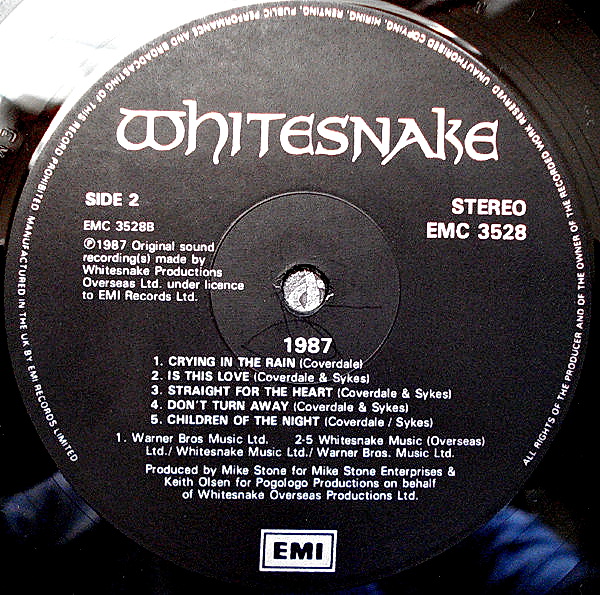 WHITESNAKE
SIDE 2
STEREO
EMC 3528B
EMC 3528
℗1987 Original sound
recording(s) made by
Whitesnake Productions
Overseas Ltd. under licence
to EMI Records Ltd.
1987
1. CRYING IN THE RAIN (Coverdale)
2. IS THIS LOVE (Coverdale & Sykes)
3. STRAIGHT FOR THE HEART (Coverdale & Sykes)
4. DON'T TURN AWAY (Coverdale & Sykes)
5. CHILDREN OF THE NIGHT (Coverdale / Sykes)
1. Warner Bros Music Ltd. 2-5 Whitesnake Music (Overseas)
Ltd./ Whitesnake Music Ltd./ Warner Bros. Music Ltd.
Produced by Mike Stone for Mike Stone Enterprises &
Keith Olsen for Pogologo Productions on behalf
of Whitesnake Overseas Productions Ltd.
EMI
ALL RIGHTS OF THE PRODUCER AND OF THE OWNER OF THE RECORDED WORK RESERVED. UNAUTHORISED COPYING, HIRING, RENTING, PUBLIC PERFORMANCE AND BROADCASTING OF THIS RECORD PROHIBITED. MANUFACTURED IN THE UK BY EMI RECORDS LIMITED